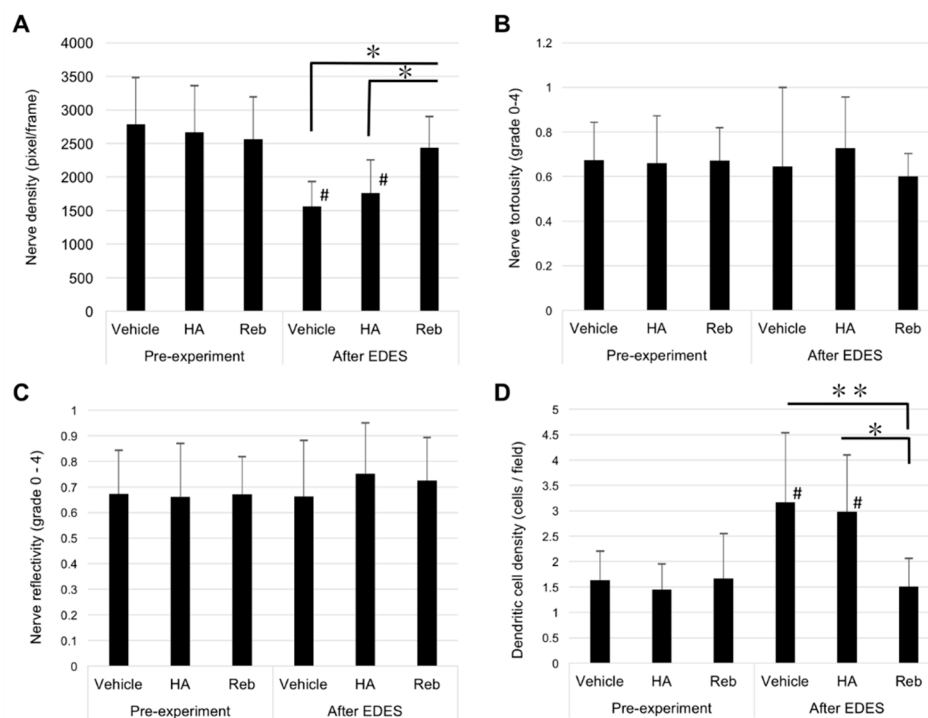 A
Nerve density (pixel/frame)
4000
3500
3000
2500
2000
1500
1000
500
0
*
*
#
#
Vehicle HA Reb Vehicle HA Reb
Pre-experiment After EDES
B
Nerve tortousity (grade 0-4)
1.2
1
0.8
0.6
0.4
0.2
0
Vehicle HA Reb Vehicle HA Reb
Pre-experiment After EDES
C
Nerve reflectivity (grade 0 - 4)
1
0.9
0.8
0.7
0.6
0.5
0.4
0.3
0.2
0.1
0
Vehicle HA Reb Vehicle HA Reb
Pre-experiment After EDES
D
Dendritic cell density (cells / field)
5
4.5
4
3.5
3
2.5
2
1.5
1
0.5
0
**
*
#
#
Vehicle HA Reb Vehicle HA Reb
Pre-experiment After EDES